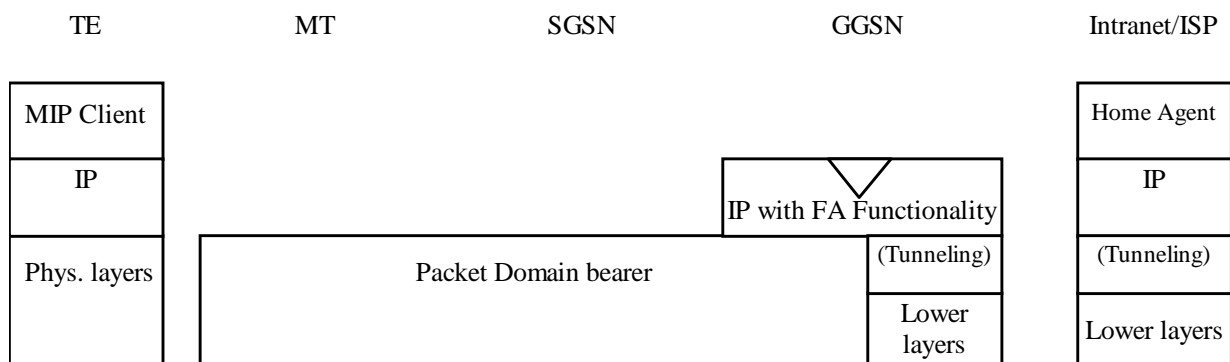 TE MT SGSN GGSN Intranet/ISP
MIP Client Home Agent
IP IP
IP with FA Functionality
Phys. layers Packet Domain bearer (Tunneling) (Tunneling)
Lower Lower layers
layers